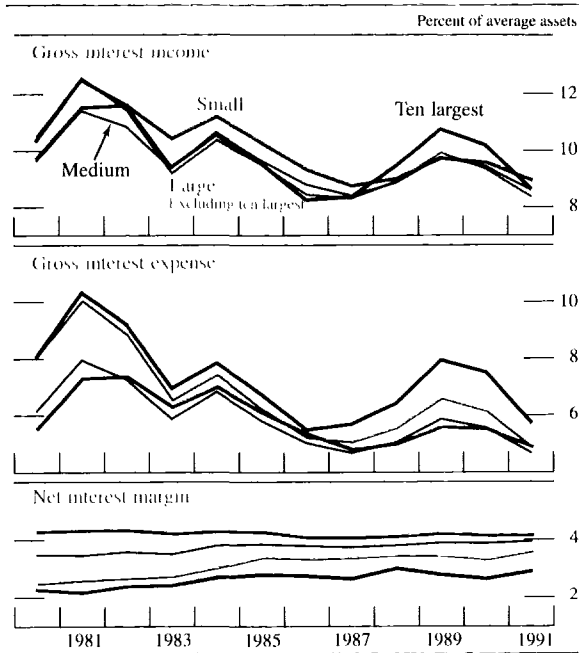 Percent of average assets
Gross interest income
12
Small
Ten largest
10
Medium
Large
Excluding ten largest
8
Gross interest expense
10
8
6
Net interest margin
4
2
1981 1983 1985 1987 1989 1991